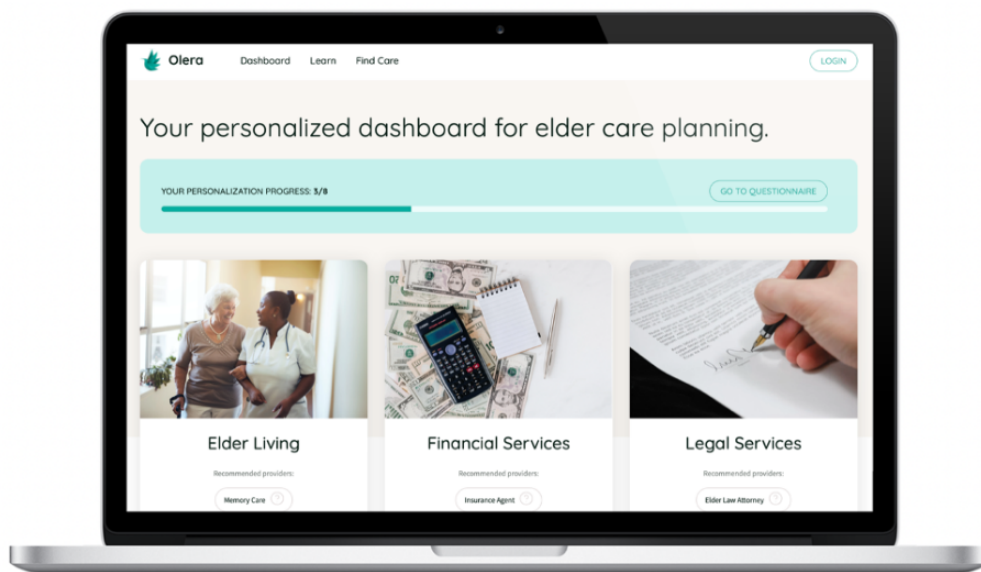 Olera
Dashboard Learn Find Care
LOGIN
Your personalized dashboard for elder care planning.
YOUR PERSONALIZATION PROGRESS: 3/8
GO TO QUESTIONNAIRE
Elder Living
Recommended providers:
Memory Care ?
Financial Services
Recommended providers:
Insurance Agent ?
Legal Services
Recommended providers:
Elder Law Attorney ?